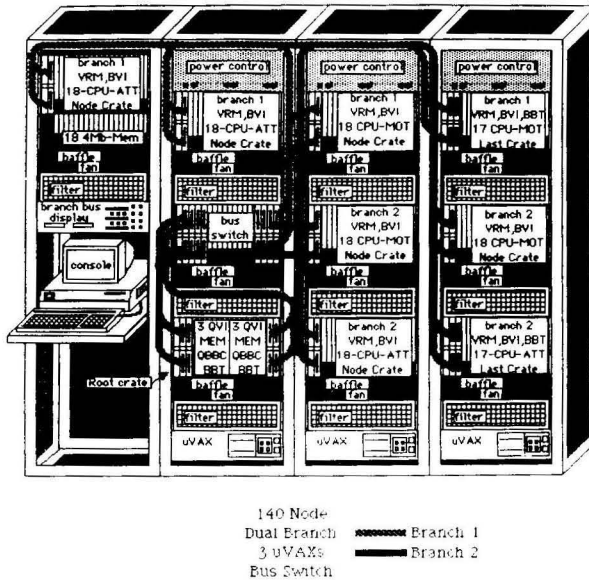 branch 1
VRM,BVI
18-CPU-ATT
Node Crate
18 4Mb-Mem
baffle
fan
filter
branch bus
display
console
power control
branch 1
VRM,BVI
18-CPU-ATT
Node Crate
baffle
fan
filter
bus
switch
baffle
fan
filter
3 QVI 3 QVI
MEM MEM
QBBC QBBC
BBT BBT
Root crate
baffle
fan
filter
uVAX
power control
branch 1
VRM,BVI
18 CPU-MOT
Node Crate
baffle
fan
filter
branch 2
VRM,BVI
18 CPU-MOT
Node Crate
baffle
fan
filter
branch 2
VRM,BVI
18-CPU-ATT
Node Crate
baffle
fan
filter
uVAX
power control
branch 1
VRM,BVI,BBT
17 CPU-MOT
Last Crate
baffle
fan
filter
branch 2
VRM,BVI
18 CPU-MOT
Node Crate
baffle
fan
filter
branch 2
VRM,BVI,BBT
17-CPU-ATT
Last Crate
baffle
fan
filter
uVAX
140 Node
Dual Branch
3 uVAXs
Bus Switch
Branch 1
Branch 2